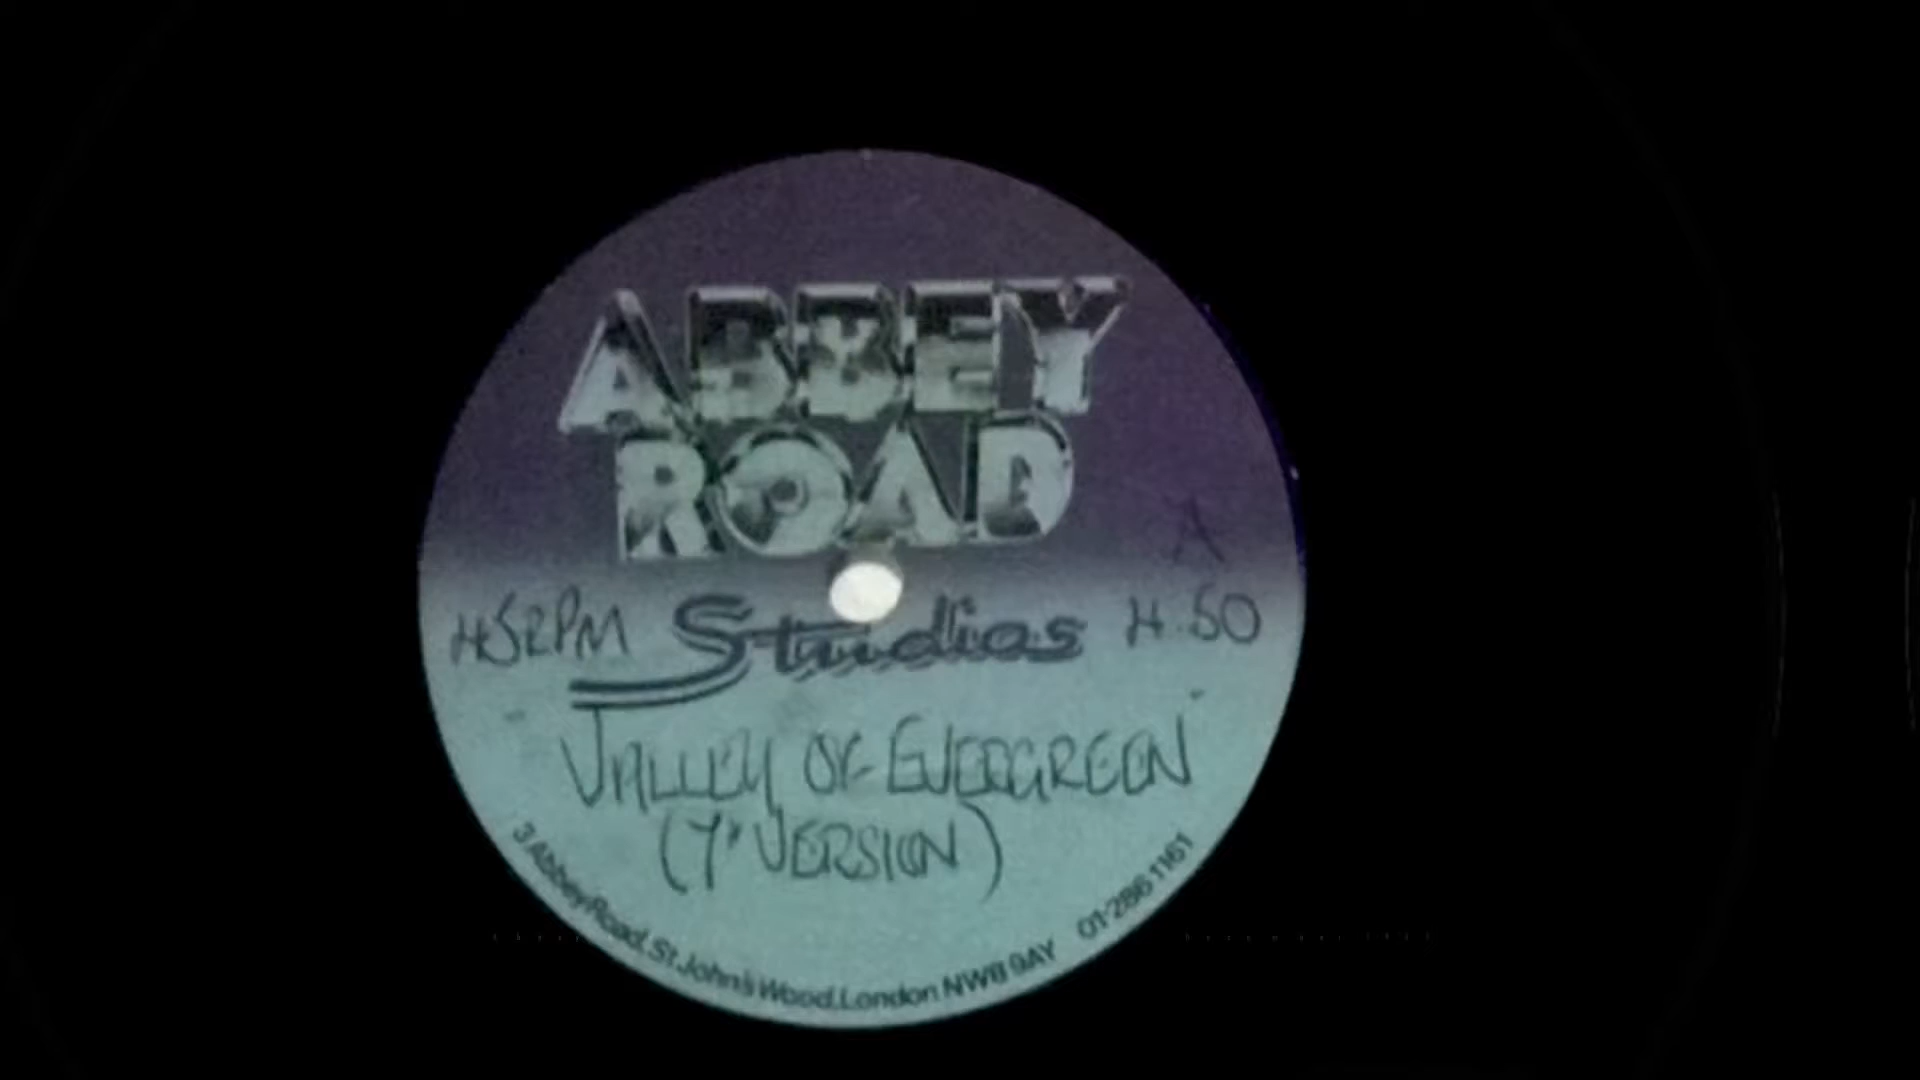 ABBEY
ROAD
A
45RPM Studios 4.50
"VALLEY OF EVERGREEN"
(7" VERSION)
3 Abbey Road, St. John's Wood, London NW8 9AY 01-286 1161